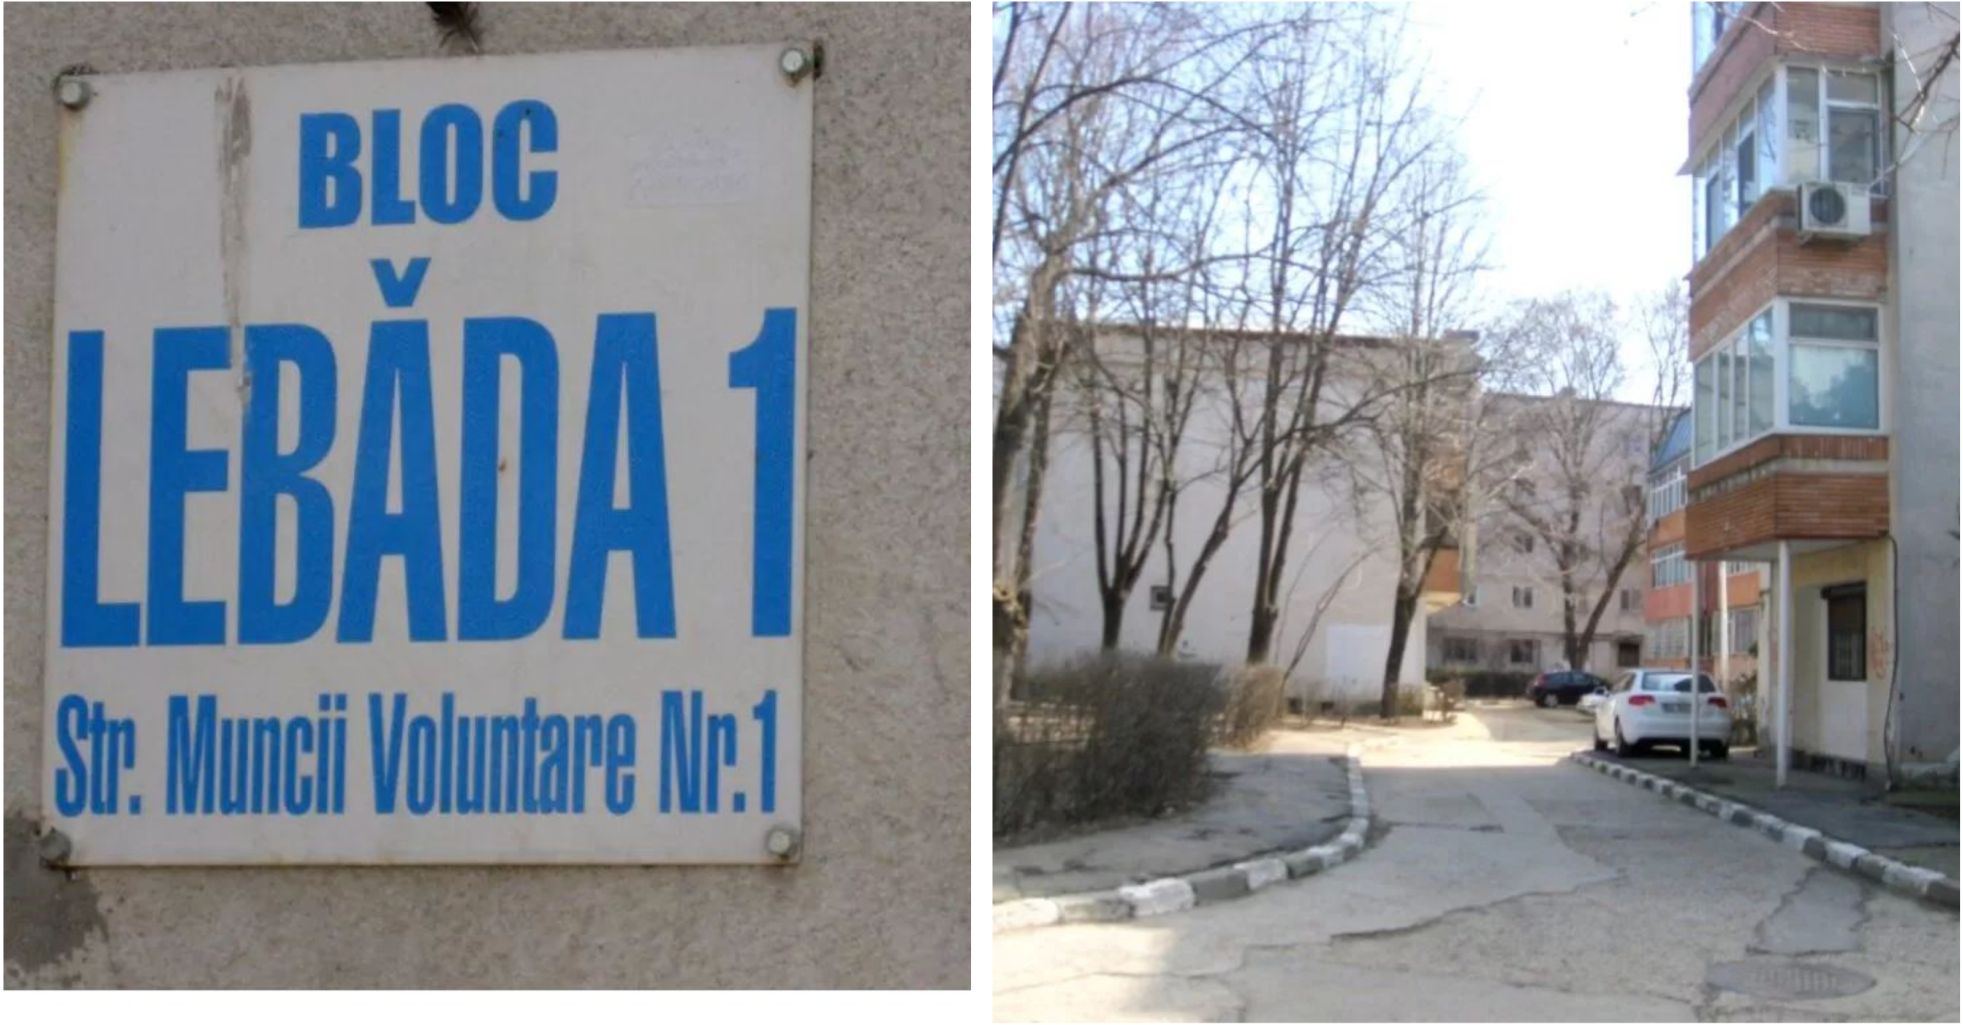 BLOC
LEBĂDA 1
Str. Muncii Voluntare Nr.1